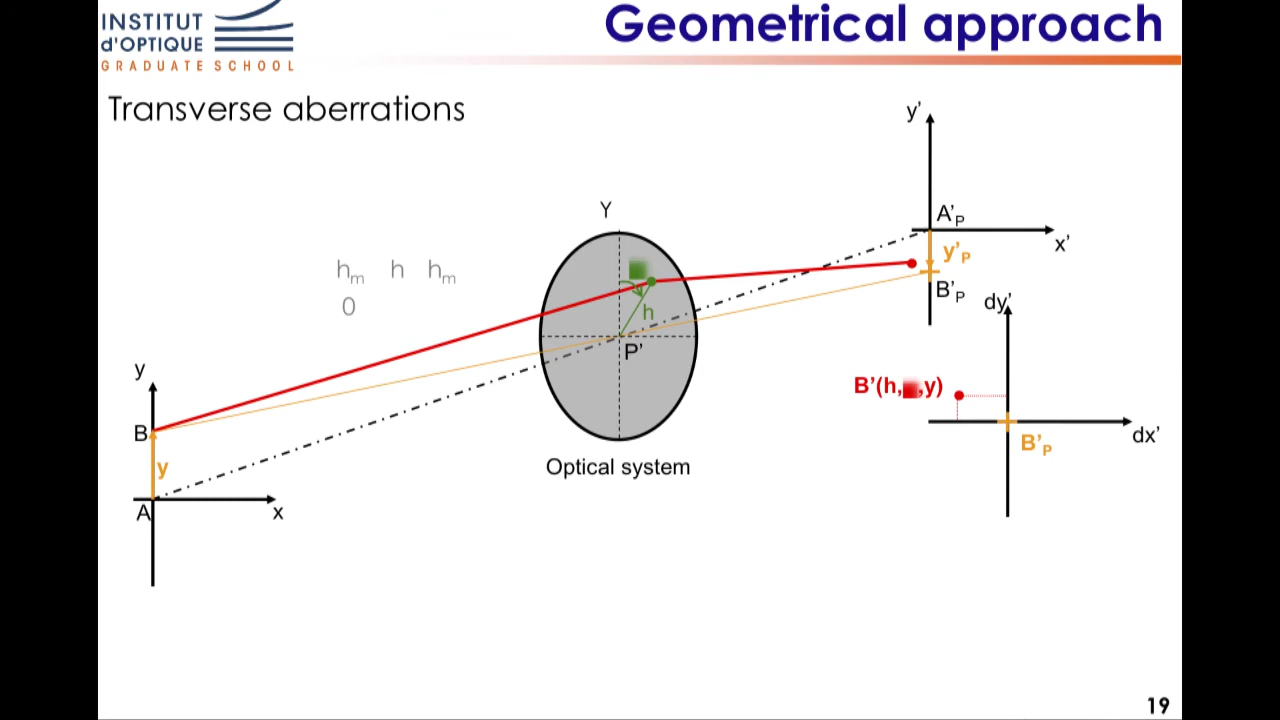 INSTITUT
d'OPTIQUE
GRADUATE SCHOOL
Geometrical approach
Transverse aberrations
y'
A'P
x'
y'P
B'P
dy'
Y
hm h hm
0
h
P'
y
B
y
A
x
Optical system
B'(h, ,y)
B'P
dx'
19